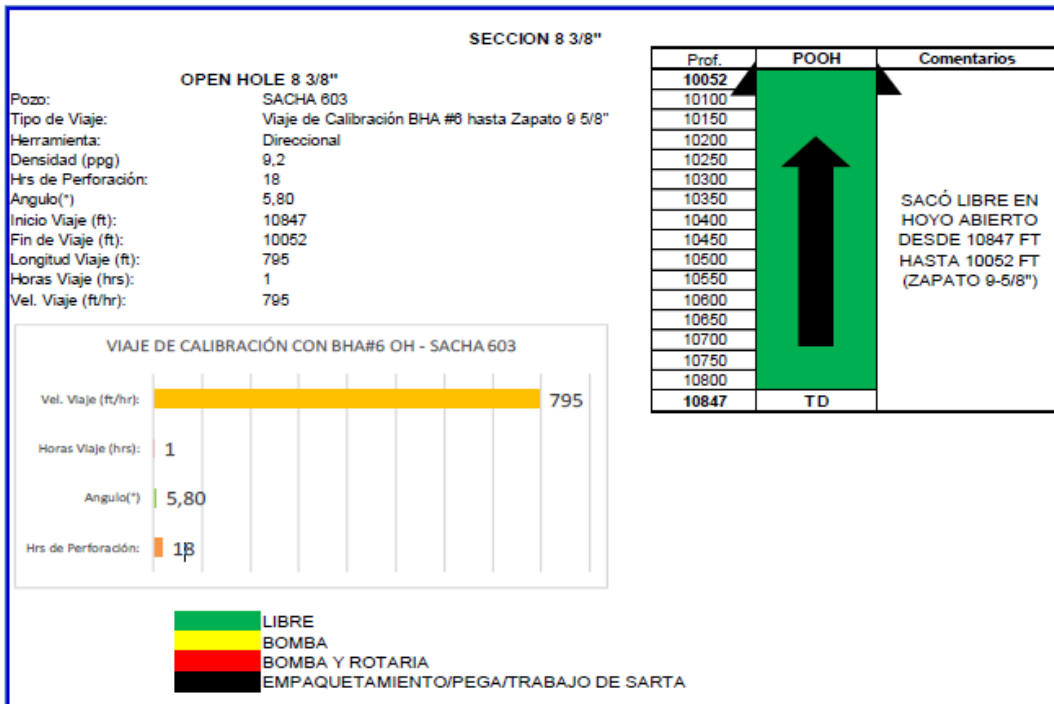 SECCION 8 3/8"
OPEN HOLE 8 3/8"
Pozo: SACHA 603
Tipo de Viaje: Viaje de Calibración BHA #6 hasta Zapato 9 5/8"
Herramienta: Direccional
Densidad (ppg) 9,2
Hrs de Perforación: 18
Angulo(°) 5,80
Inicio Viaje (ft): 10847
Fin de Viaje (ft): 10052
Longitud Viaje (ft): 795
Horas Viaje (hrs): 1
Vel. Viaje (ft/hr): 795
Prof. POOH Comentarios
10052
10100
10150
10200
10250
10300
10350
10400
10450
10500
10550
10600
10650
10700
10750
10800
10847 TD
SACÓ LIBRE EN
HOYO ABIERTO
DESDE 10847 FT
HASTA 10052 FT
(ZAPATO 9-5/8")
VIAJE DE CALIBRACIÓN CON BHA#6 OH - SACHA 603
Vel. Viaje (ft/hr): 795
Horas Viaje (hrs): 1
Angulo(°) 5,80
Hrs de Perforación: 18
LIBRE
BOMBA
BOMBA Y ROTARIA
EMPAQUETAMIENTO/PEGA/TRABAJO DE SARTA